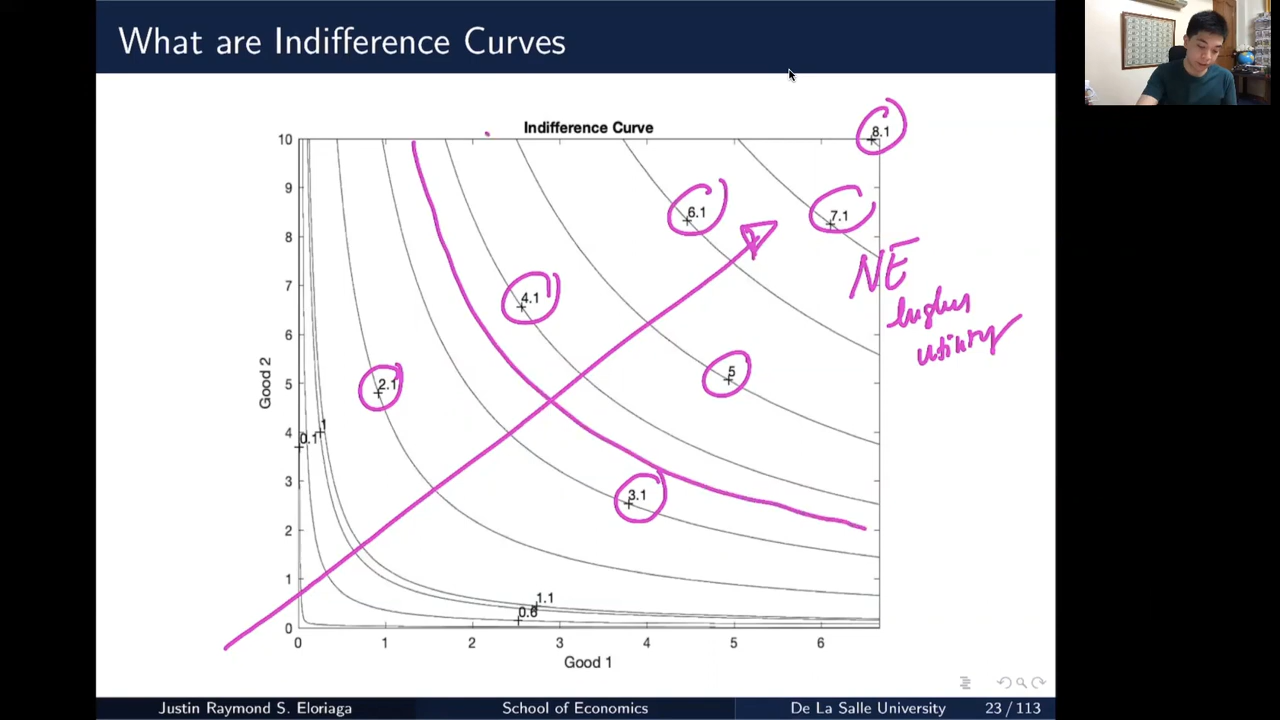 What are Indifference Curves
Indifference Curve
8.1
6.1
7.1
NE
higher
utility
4.1
5
2.1
1
0.1
3.1
1.1
0.6
10
9
8
7
6
5
4
3
2
1
0
Good 2
0 1 2 3 4 5 6
Good 1
Justin Raymond S. Eloriaga School of Economics De La Salle University 23 / 113